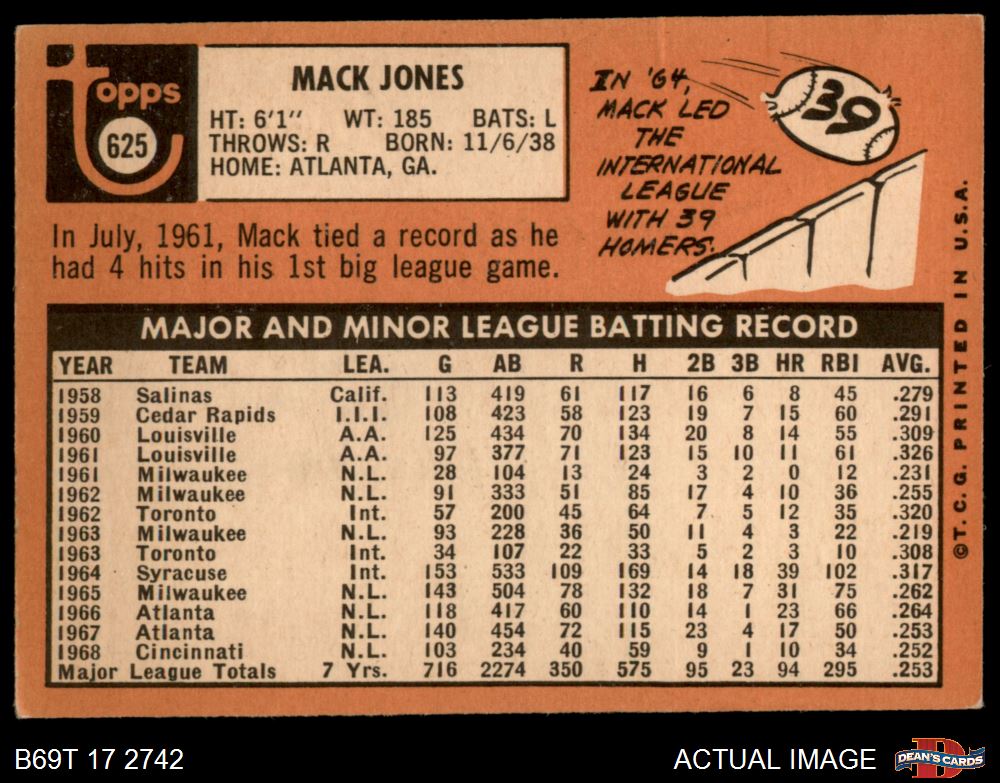 Topps
625
MACK JONES
HT: 6'1" WT: 185 BATS: L
THROWS: R BORN: 11/6/38
HOME: ATLANTA, GA.
IN '64,
MACK LED
THE
INTERNATIONAL
LEAGUE
WITH 39
HOMERS.
39
In July, 1961, Mack tied a record as he
had 4 hits in his 1st big league game.
MAJOR AND MINOR LEAGUE BATTING RECORD
YEAR TEAM LEA. G AB R H 2B 3B HR RBI AVG.
1958 Salinas Calif. 113 419 61 117 16 6 8 45 .279
1959 Cedar Rapids I.I.I. 108 423 58 123 19 7 15 60 .291
1960 Louisville A.A. 125 434 70 134 20 8 14 55 .309
1961 Louisville A.A. 97 377 71 123 15 10 11 61 .326
1961 Milwaukee N.L. 28 104 13 24 3 2 0 12 .231
1962 Milwaukee N.L. 91 333 51 85 17 4 10 36 .255
1962 Toronto Int. 57 200 45 64 7 5 12 35 .320
1963 Milwaukee N.L. 93 228 36 50 11 4 3 22 .219
1963 Toronto Int. 34 107 22 33 5 2 3 10 .308
1964 Syracuse Int. 153 533 109 169 14 18 39 102 .317
1965 Milwaukee N.L. 143 504 78 132 18 7 31 75 .262
1966 Atlanta N.L. 118 417 60 110 14 1 23 66 .264
1967 Atlanta N.L. 140 454 72 115 23 4 17 50 .253
1968 Cincinnati N.L. 103 234 40 59 9 1 10 34 .252
Major League Totals 7 Yrs. 716 2274 350 575 95 23 94 295 .253
©T.C.G. PRINTED IN U.S.A.
B69T 17 2742
ACTUAL IMAGE
D
DEAN'S CARDS